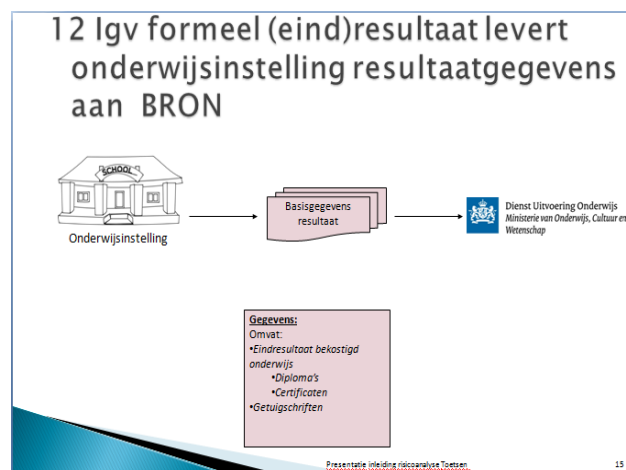 12 Igv formeel (eind)resultaat levert
onderwijsinstelling resultaatgegevens
aan BRON
SCHOOL
Onderwijsinstelling
Basisgegevens
resultaat
Dienst Uitvoering Onderwijs
Ministerie van Onderwijs, Cultuur en
Wetenschap
Gegevens:
Omvat:
•Eindresultaat bekostigd
onderwijs
•Diploma's
•Certificaten
•Getuigschriften
Presentatie inleiding risicoanalyse Toetsen
15